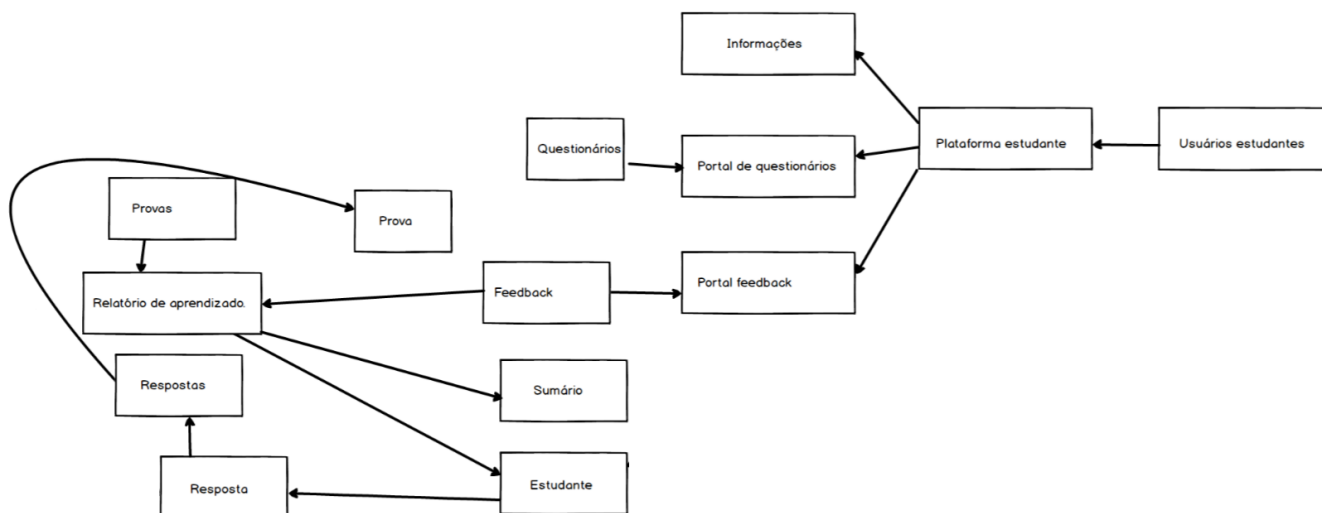 Informações
Questionários
Portal de questionários
Plataforma estudante
Usuários estudantes
Provas
Prova
Relatório de aprendizado.
Feedback
Portal feedback
Respostas
Sumário
Resposta
Estudante